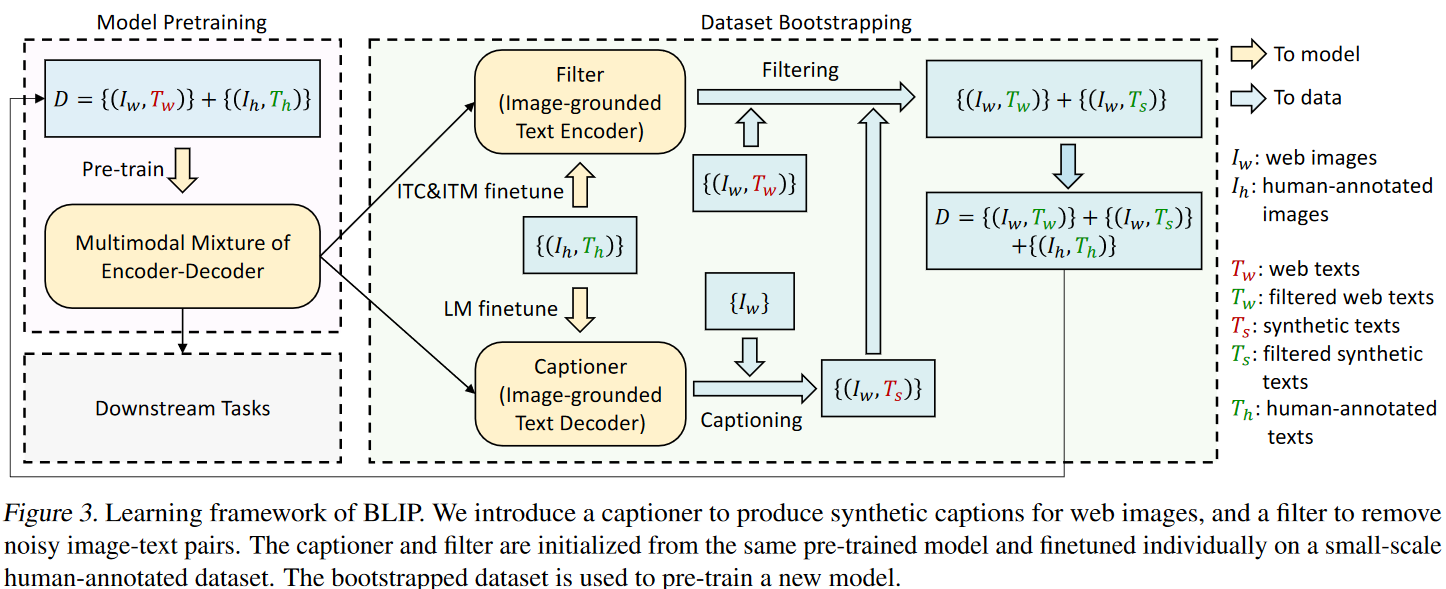 Model Pretraining
Dataset Bootstrapping
D = {(I_w, T_w)} + {(I_h, T_h)}
Pre-train
Multimodal Mixture of
Encoder-Decoder
Downstream Tasks
Filter
(Image-grounded
Text Encoder)
ITC&ITM finetune
{(I_h, T_h)}
LM finetune
Captioner
(Image-grounded
Text Decoder)
Filtering
{(I_w, T_w)}
{I_w}
Captioning
{(I_w, T_s)}
{(I_w, T_w)} + {(I_w, T_s)}
D = {(I_w, T_w)} + {(I_w, T_s)}
+{(I_h, T_h)}
To model
To data
I_w: web images
I_h: human-annotated
images
T_w: web texts
T_w: filtered web texts
T_s: synthetic texts
T_s: filtered synthetic
texts
T_h: human-annotated
texts
Figure 3. Learning framework of BLIP. We introduce a captioner to produce synthetic captions for web images, and a filter to remove
noisy image-text pairs. The captioner and filter are initialized from the same pre-trained model and finetuned individually on a small-scale
human-annotated dataset. The bootstrapped dataset is used to pre-train a new model.